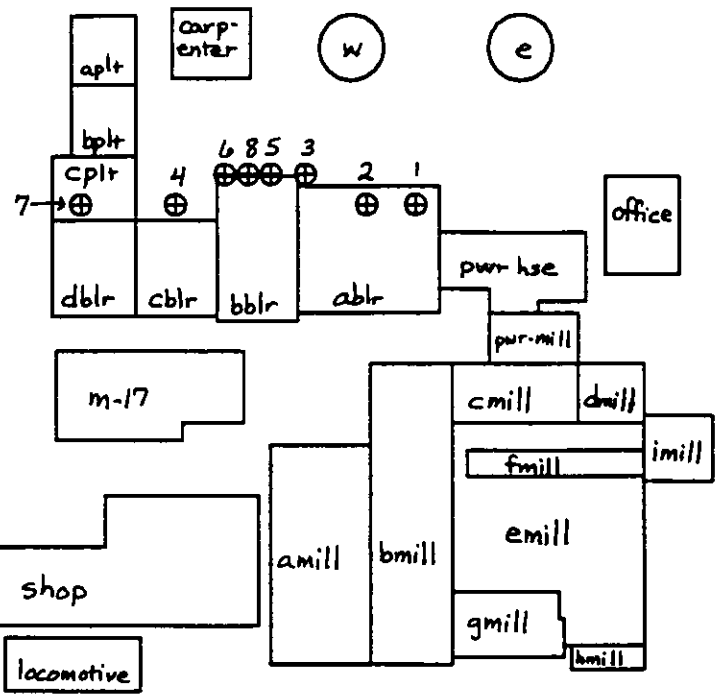 carp-
enter
w
e
aplt
bplt
cplt
6 8 5 3
4
2 1
7
office
pwr hse
dblr
cblr
bblr
ablr
pwr-mill
m-17
cmill
dmill
imill
fmill
emill
amill
bmill
shop
gmill
hmill
locomotive